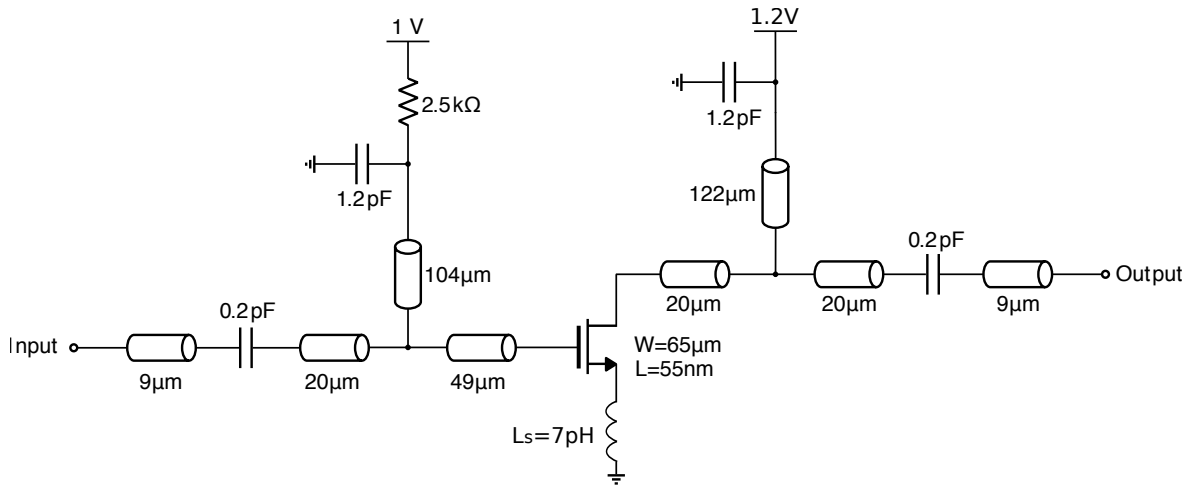 1 V
1.2V
2.5kΩ
1.2pF
1.2pF
122μm
104μm
0.2pF
0.2pF
Output
20μm
20μm
9μm
Input
9μm
20μm
49μm
W=65μm
L=55nm
Ls=7pH